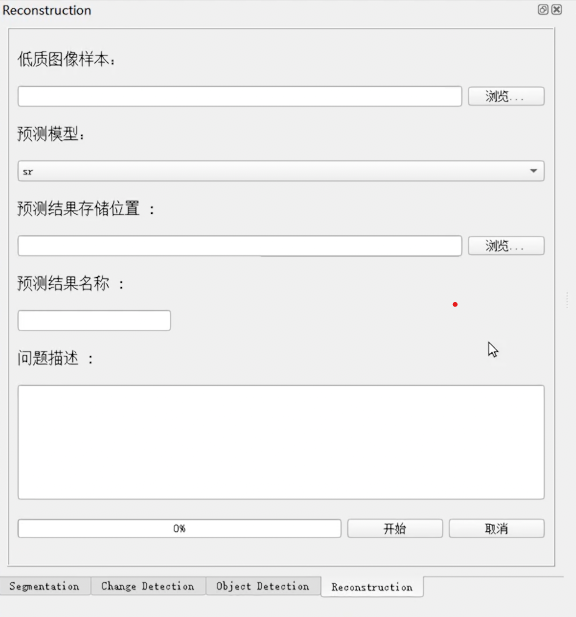 Reconstruction
低质图像样本：
浏览...
预测模型：
sr
预测结果存储位置 ：
浏览...
预测结果名称 ：
问题描述 ：
0% 开始 取消
Segmentation Change Detection Object Detection Reconstruction